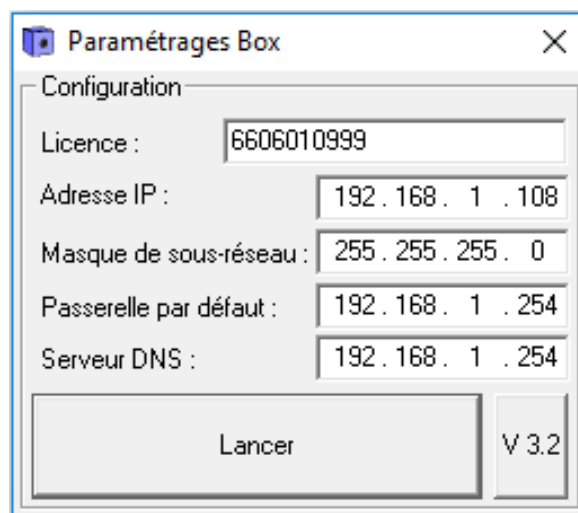 Paramétrages Box
Configuration
Licence : 6606010999
Adresse IP : 192 . 168 . 1 . 108
Masque de sous-réseau : 255 . 255 . 255 . 0
Passerelle par défaut : 192 . 168 . 1 . 254
Serveur DNS : 192 . 168 . 1 . 254
Lancer V 3.2